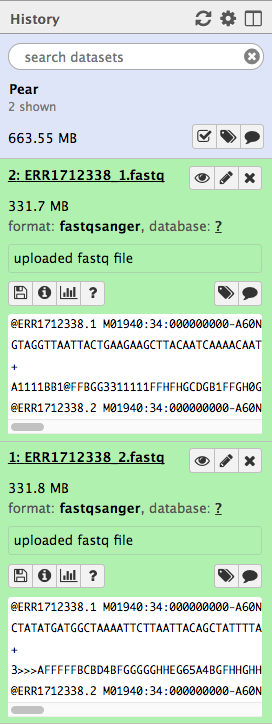 History
search datasets
Pear
2 shown
663.55 MB
2: ERR1712338_1.fastq
331.7 MB
format: fastqsanger, database: ?
uploaded fastq file
@ERR1712338.1 M01940:34:000000000-A60N
GTAGGTTAATTACTGAAGAAGCTTACAATCAAAACAAT
+
A1111BB1@FFBGG3311111FFHFHGCDGB1FFGH0G
@ERR1712338.2 M01940:34:000000000-A60N
1: ERR1712338_2.fastq
331.8 MB
format: fastqsanger, database: ?
uploaded fastq file
@ERR1712338.1 M01940:34:000000000-A60N
CTATATGATGGCTAAAATTCTTAATTACAGCTATTTTA
+
3>>>AFFFFFBCBD4BFGGGGGHHEG65A4BGFHHGHH
@ERR1712338.2 M01940:34:000000000-A60N